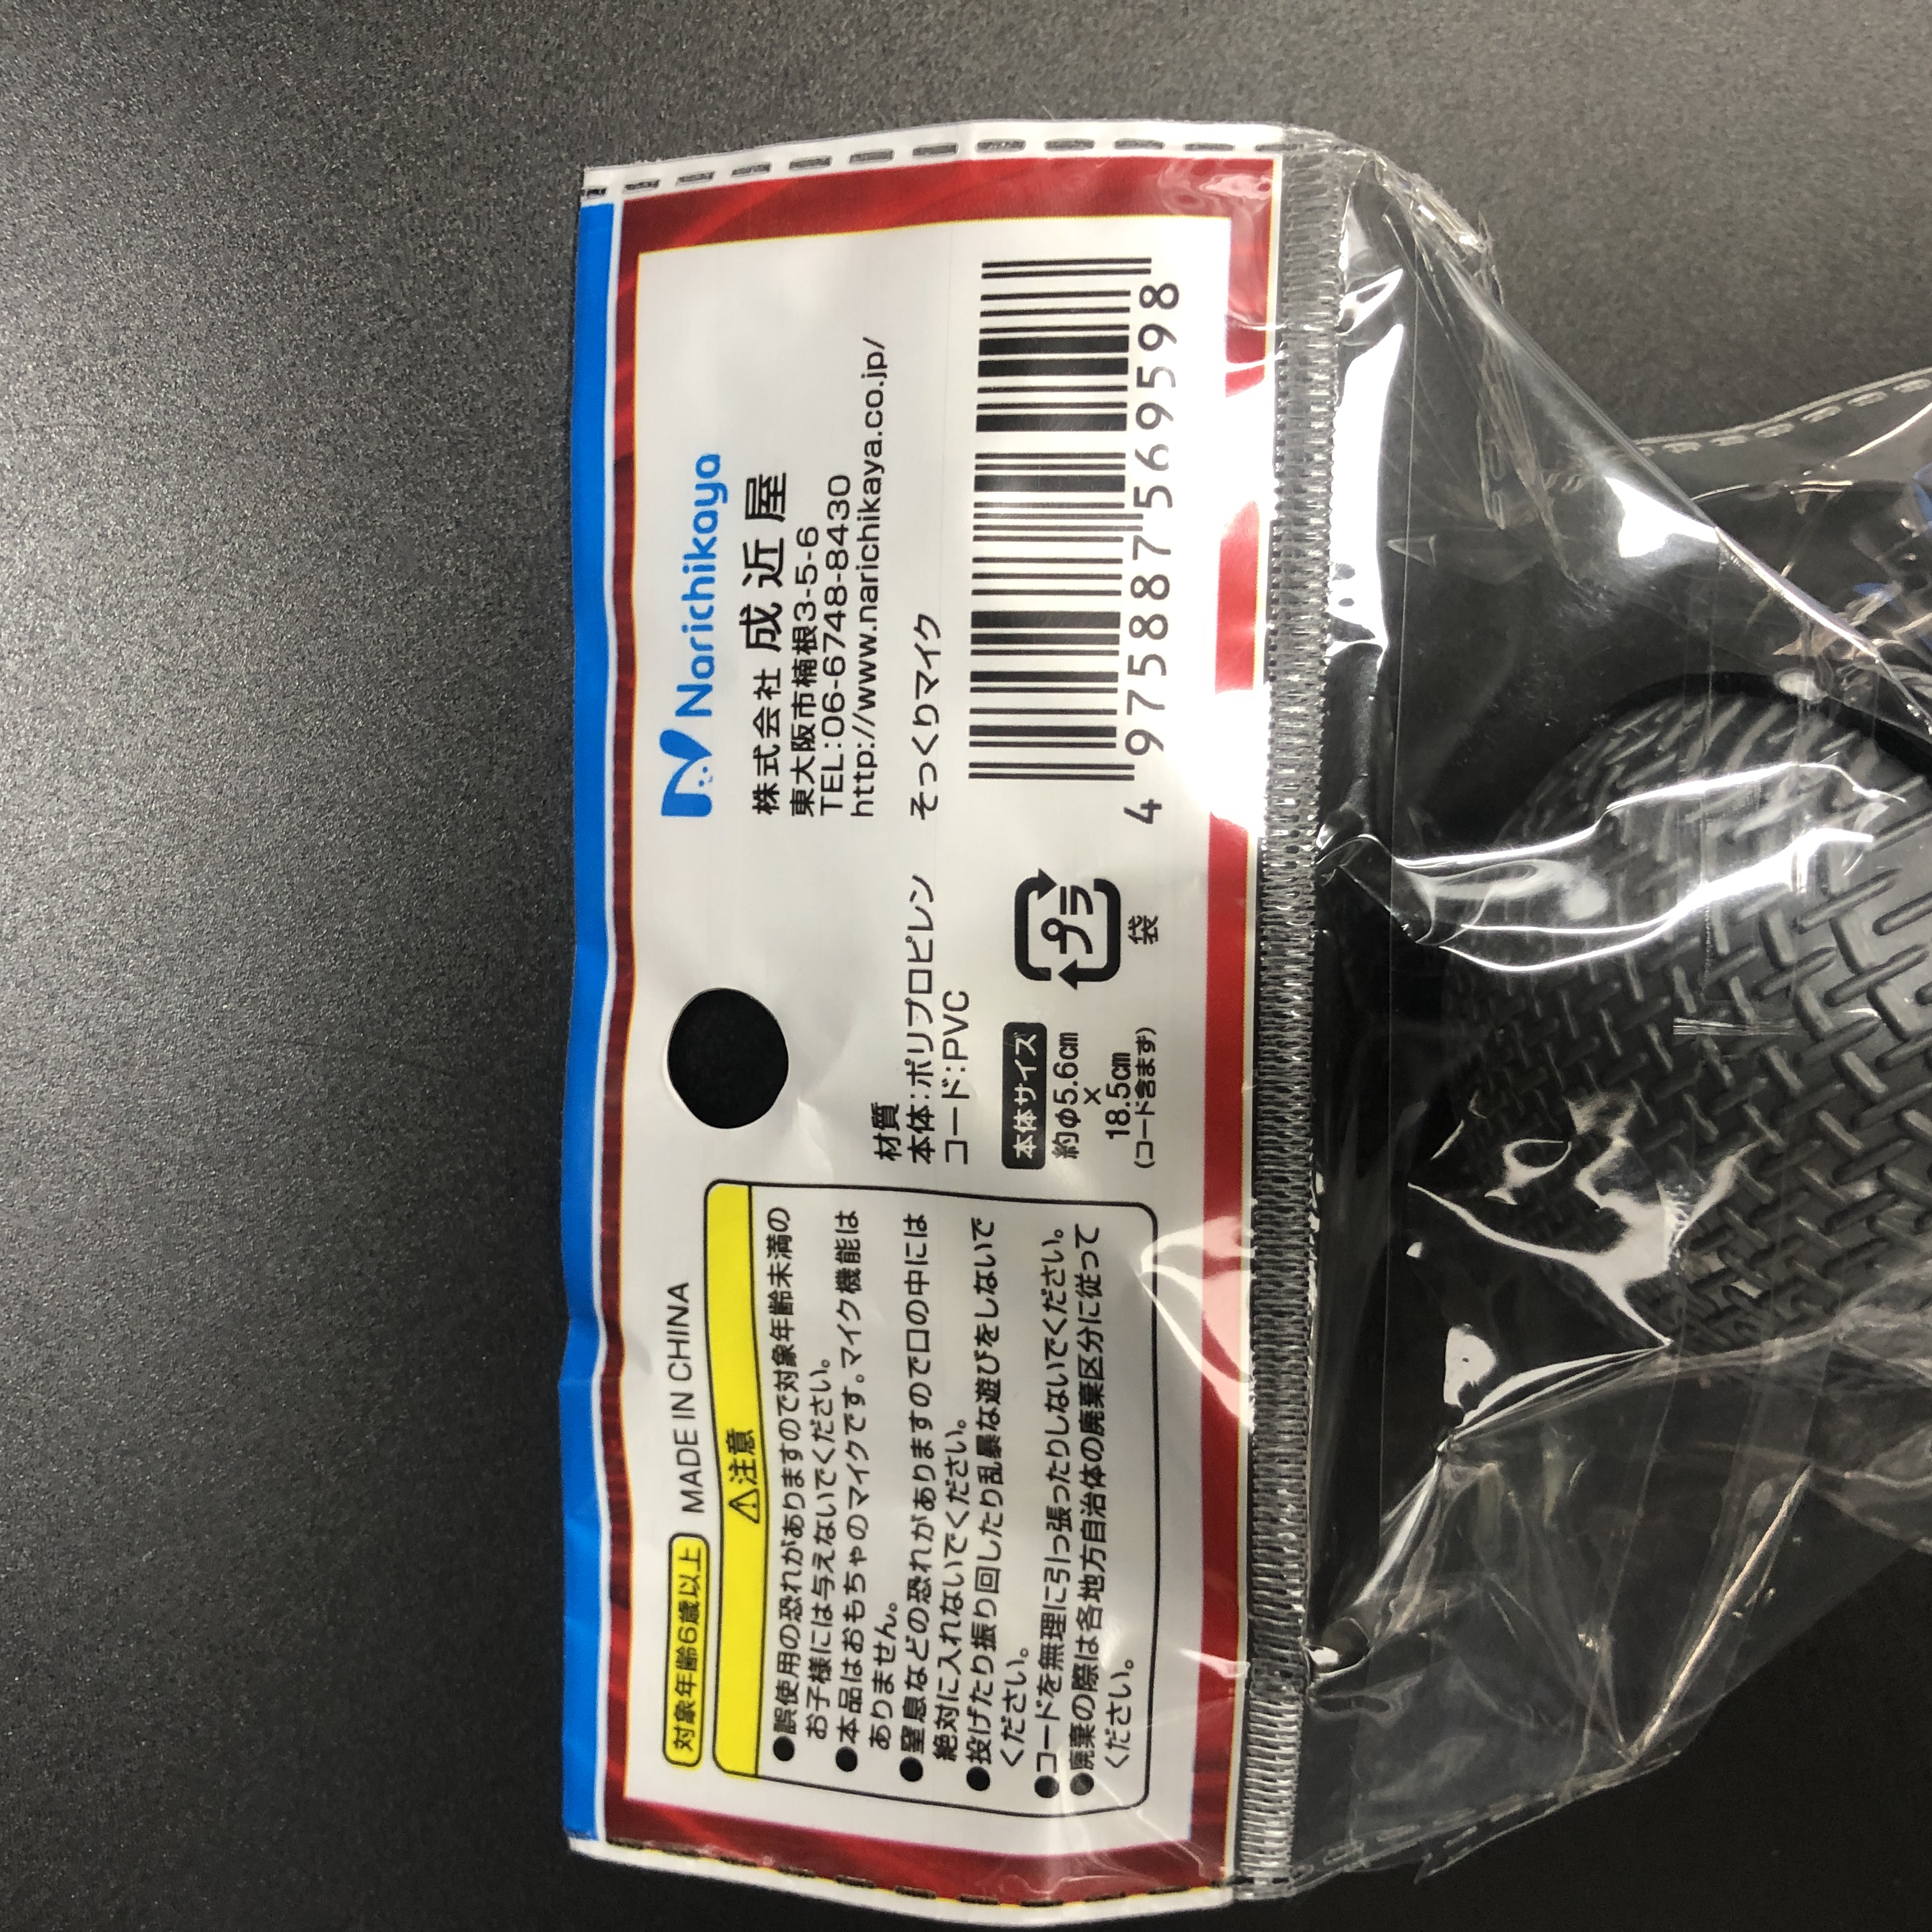 対象年齢6歳以上 MADE IN CHINA
⚠注意
●誤使用の恐れがありますので対象年齢未満の
お子様には与えないでください。
●本品はおもちゃのマイクです。マイク機能は
ありません。
●窒息などの恐れがありますので口の中には
絶対に入れないでください。
●投げたり振り回したり乱暴な遊びをしないで
ください。
●コードを無理に引っ張ったりしないでください。
●廃棄の際は各地方自治体の廃棄区分に従って
ください。
材質
本体:ポリプロピレン
コード:PVC
本体サイズ
約φ5.6cm
×
18.5cm
(コード含まず)
プラ
袋
Narichikaya
株式会社 成近屋
東大阪市楠根3-5-6
TEL:06-6748-8430
http://www.narichikaya.co.jp/
そっくりマイク
4 975887 569598